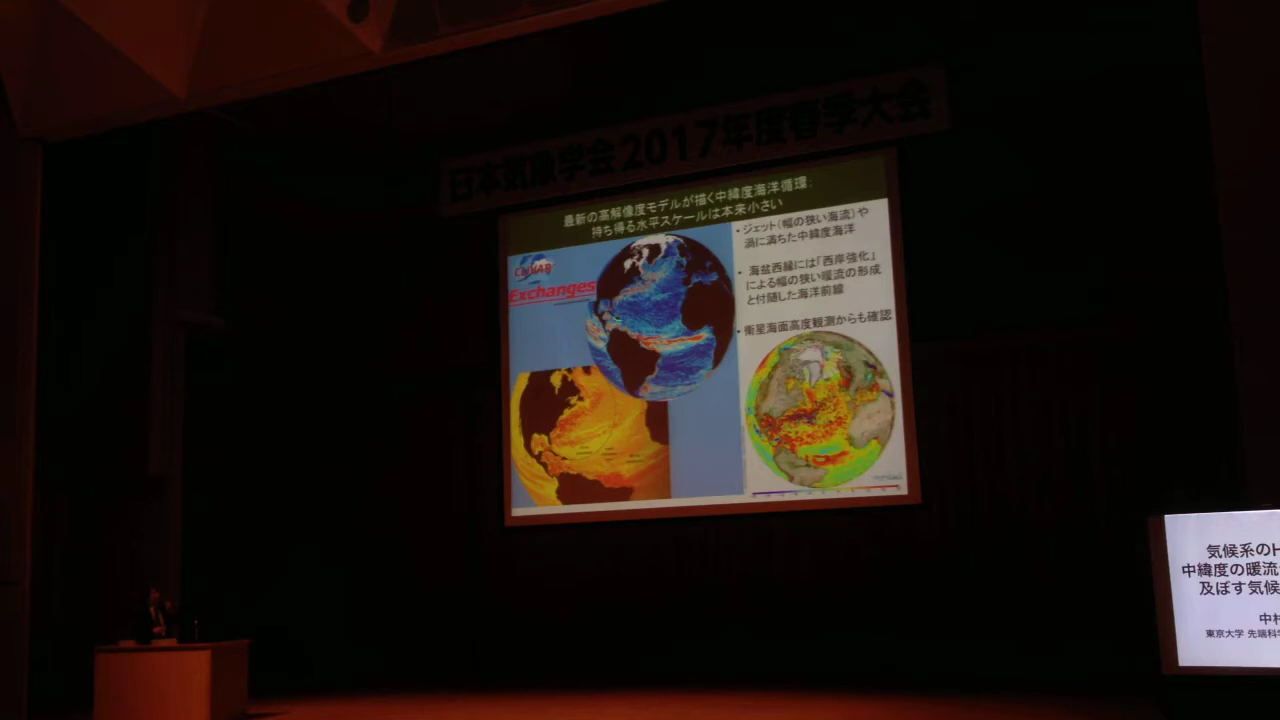 日本気象学会2017年度春季大会
最新の高解像度モデルが描く中緯度海洋循環:
持ち得る水平スケールは本来小さい
CLIVAR
Exchanges
• ジェット(幅の狭い海流)や
渦に満ちた中緯度海洋
• 海盆西縁には「西岸強化」
による幅の狭い暖流の形成
と付随した海洋前線
• 衛星海面高度観測からも確認
気候系のH
中緯度の暖流
及ぼす気候
中村
東京大学 先端科学